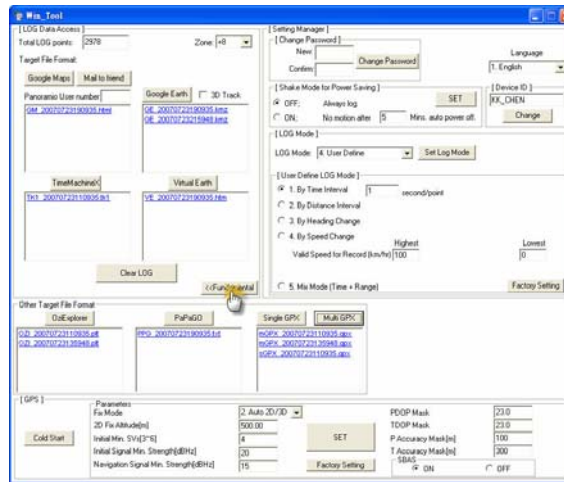 Win_Tool
[ LOG Data Access ]
Total LOG points: 2978 Zone: +8
Target File Format:
Google Maps Mail to friend
Google Earth 3D Track
Panoramio User number
GM_20070723190935.html
GE_20070723190935.kmz
GE_20070723215948.kmz
TimeMachineX Virtual Earth
TK1_20070723110935.tk1
VE_20070723190935.htm
Clear LOG
<<Fundamental
[ Setting Manager ]
[ Change Password ]
New:
Confirm:
Change Password
Language
1. English
[ Shake Mode for Power Saving ]
OFF: Always log
SET
ON: No motion after 5 Mins. auto power off.
[ Device ID ]
KK_CHEN
Change
[ LOG Mode ]
LOG Mode: 4. User Define Set Log Mode
[ User Define LOG Mode ]
1. By Time Interval 1 second/point
2. By Distance Interval
3. By Heading Change
4. By Speed Change
Highest Lowest
Valid Speed for Record (km/hr) 100 0
5. Mix Mode (Time + Range) Factory Setting
Other Target File Format
OziExplorer PaPaGO Single GPX Multi GPX
OZI_20070723110935.plt
OZI_20070723135948.plt
PPG_20070723190935.txt
mGPX_20070723110935.gpx
mGPX_20070723135948.gpx
sGPX_20070723110935.gpx
[ GPS ]
Cold Start
Parameters
Fix Mode 2. Auto 2D/3D
2D Fix Altitude[m] 500.00
Initial Min. SVs[3~6] 4
Initial Signal Min. Strength[dBHz] 20
Navigation Signal Min. Strength[dBHz] 15
SET
Factory Setting
PDOP Mask 23.0
TDOP Mask 23.0
P Accuracy Mask[m] 100
T Accuracy Mask[m] 300
SBAS
ON OFF